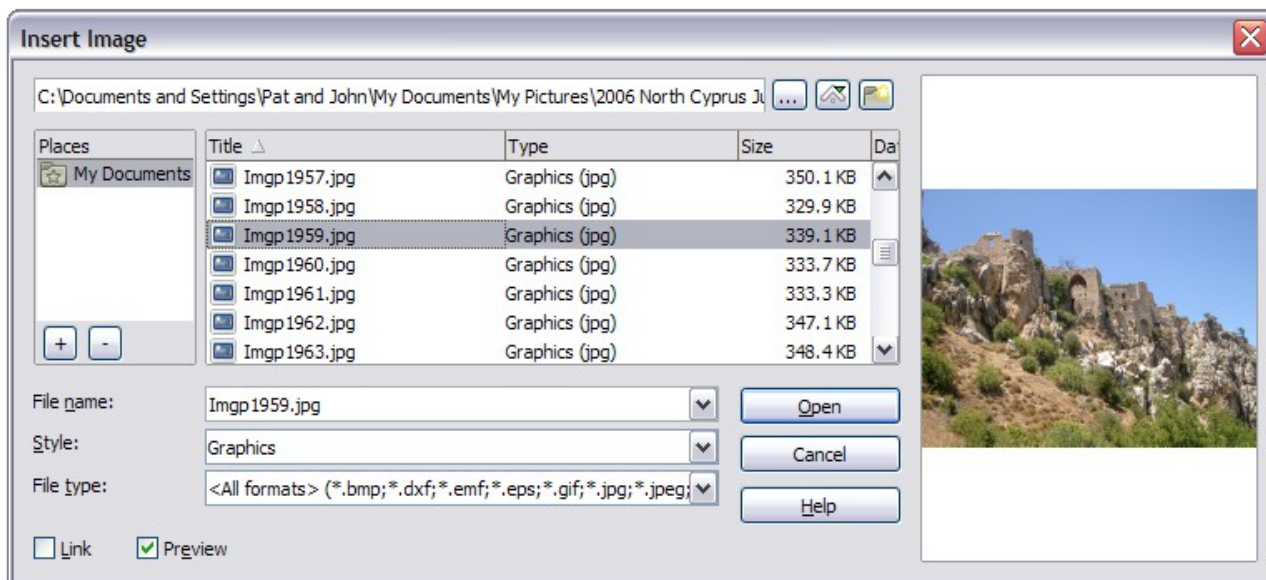 Insert Image
C:\Documents and Settings\Pat and John\My Documents\My Pictures\2006 North Cyprus Ju ...
Places
My Documents
+ -
Title Type Size Dat
Imgp1957.jpg Graphics (jpg) 350.1 KB
Imgp1958.jpg Graphics (jpg) 329.9 KB
Imgp1959.jpg Graphics (jpg) 339.1 KB
Imgp1960.jpg Graphics (jpg) 333.7 KB
Imgp1961.jpg Graphics (jpg) 333.3 KB
Imgp1962.jpg Graphics (jpg) 347.1 KB
Imgp1963.jpg Graphics (jpg) 348.4 KB
File name: Imgp1959.jpg Open
Style: Graphics Cancel
File type: <All formats> (*.bmp;*.dxf;*.emf;*.eps;*.gif;*.jpg;*.jpeg; Help
Link Preview